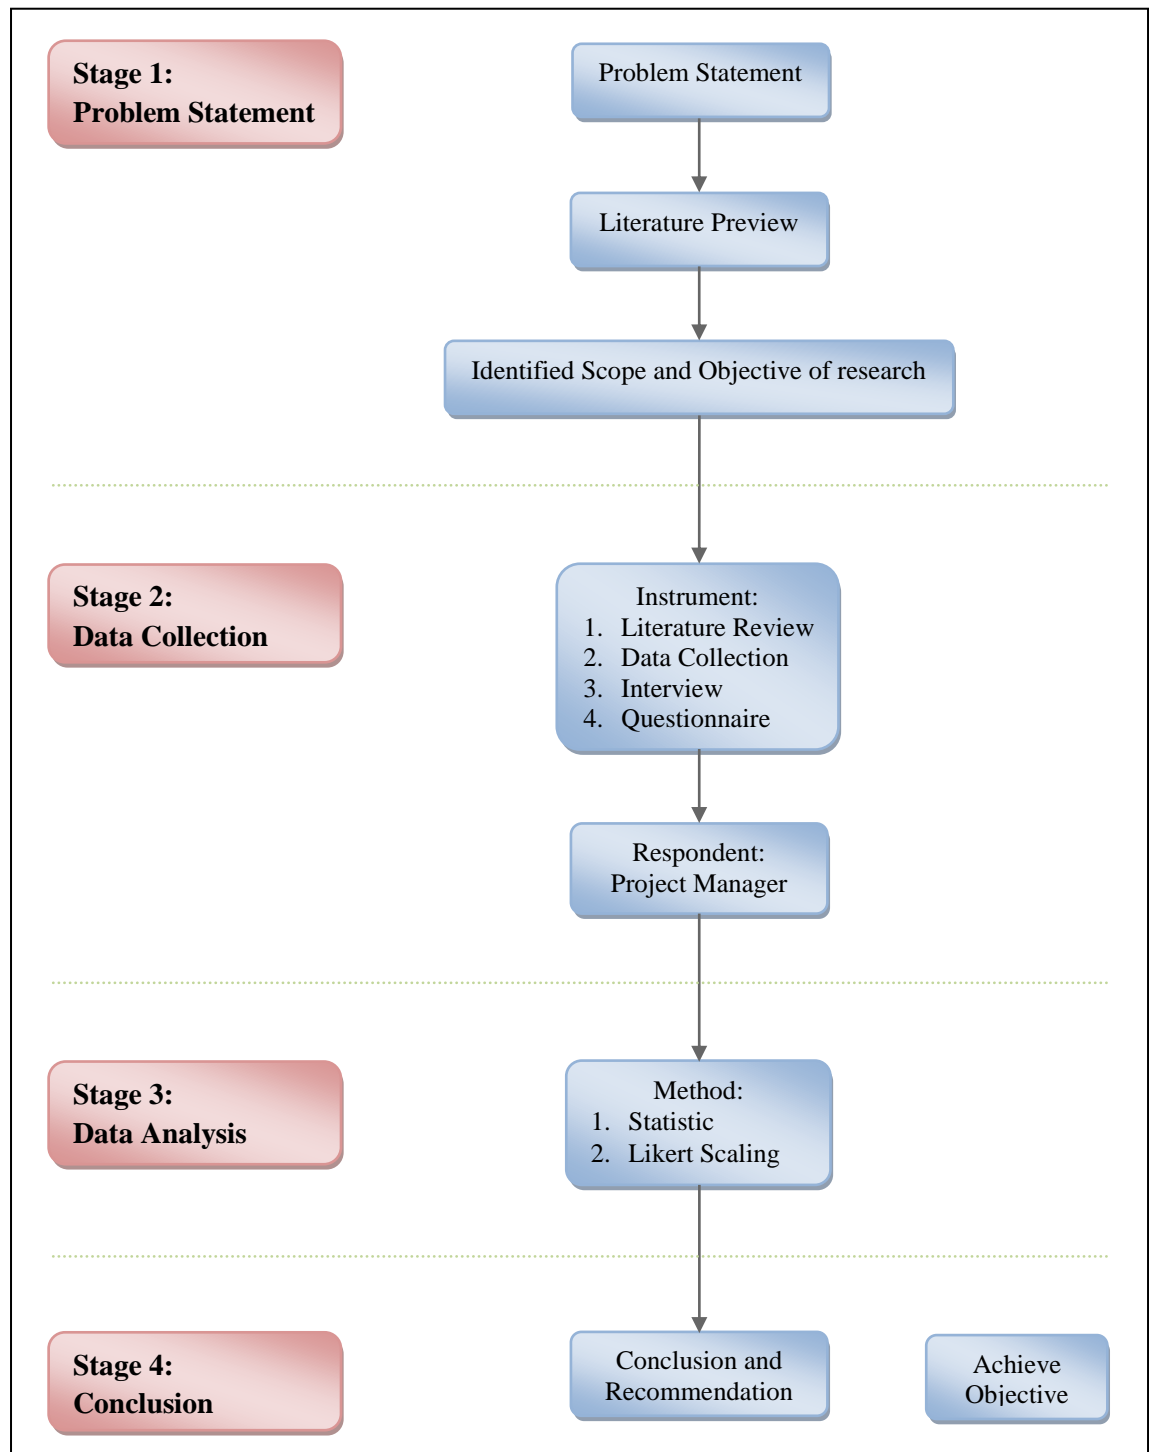 Stage 1:
Problem Statement
Problem Statement
Literature Preview
Identified Scope and Objective of research
Stage 2:
Data Collection
Instrument:
1. Literature Review
2. Data Collection
3. Interview
4. Questionnaire
Respondent:
Project Manager
Stage 3:
Data Analysis
Method:
1. Statistic
2. Likert Scaling
Stage 4:
Conclusion
Conclusion and
Recommendation
Achieve
Objective